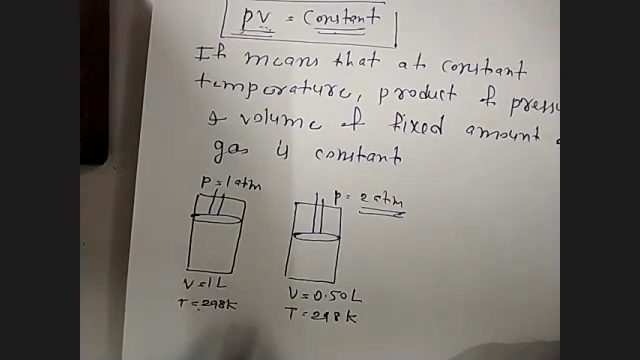 PV = Constant
It means that at constant
temperature, product of
& volume of fixed amount
gas is constant
P = 1 atm
P = 2 atm
V = 1 L
T = 298 K
V = 0.50 L
T = 298 K